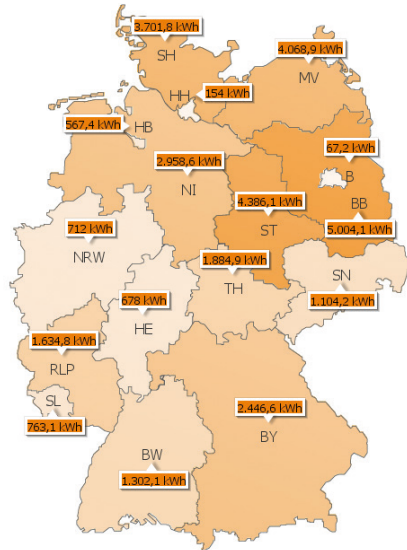 3.701,8 kWh
SH
4.068,9 kWh
MV
HH
154 kWh
567,4 kWh
HB
67,2 kWh
B
2.958,6 kWh
NI
4.386,1 kWh
ST
BB
5.004,1 kWh
712 kWh
NRW
1.884,9 kWh
TH
SN
1.104,2 kWh
678 kWh
HE
1.634,8 kWh
RLP
SL
763,1 kWh
2.446,6 kWh
BY
BW
1.302,1 kWh